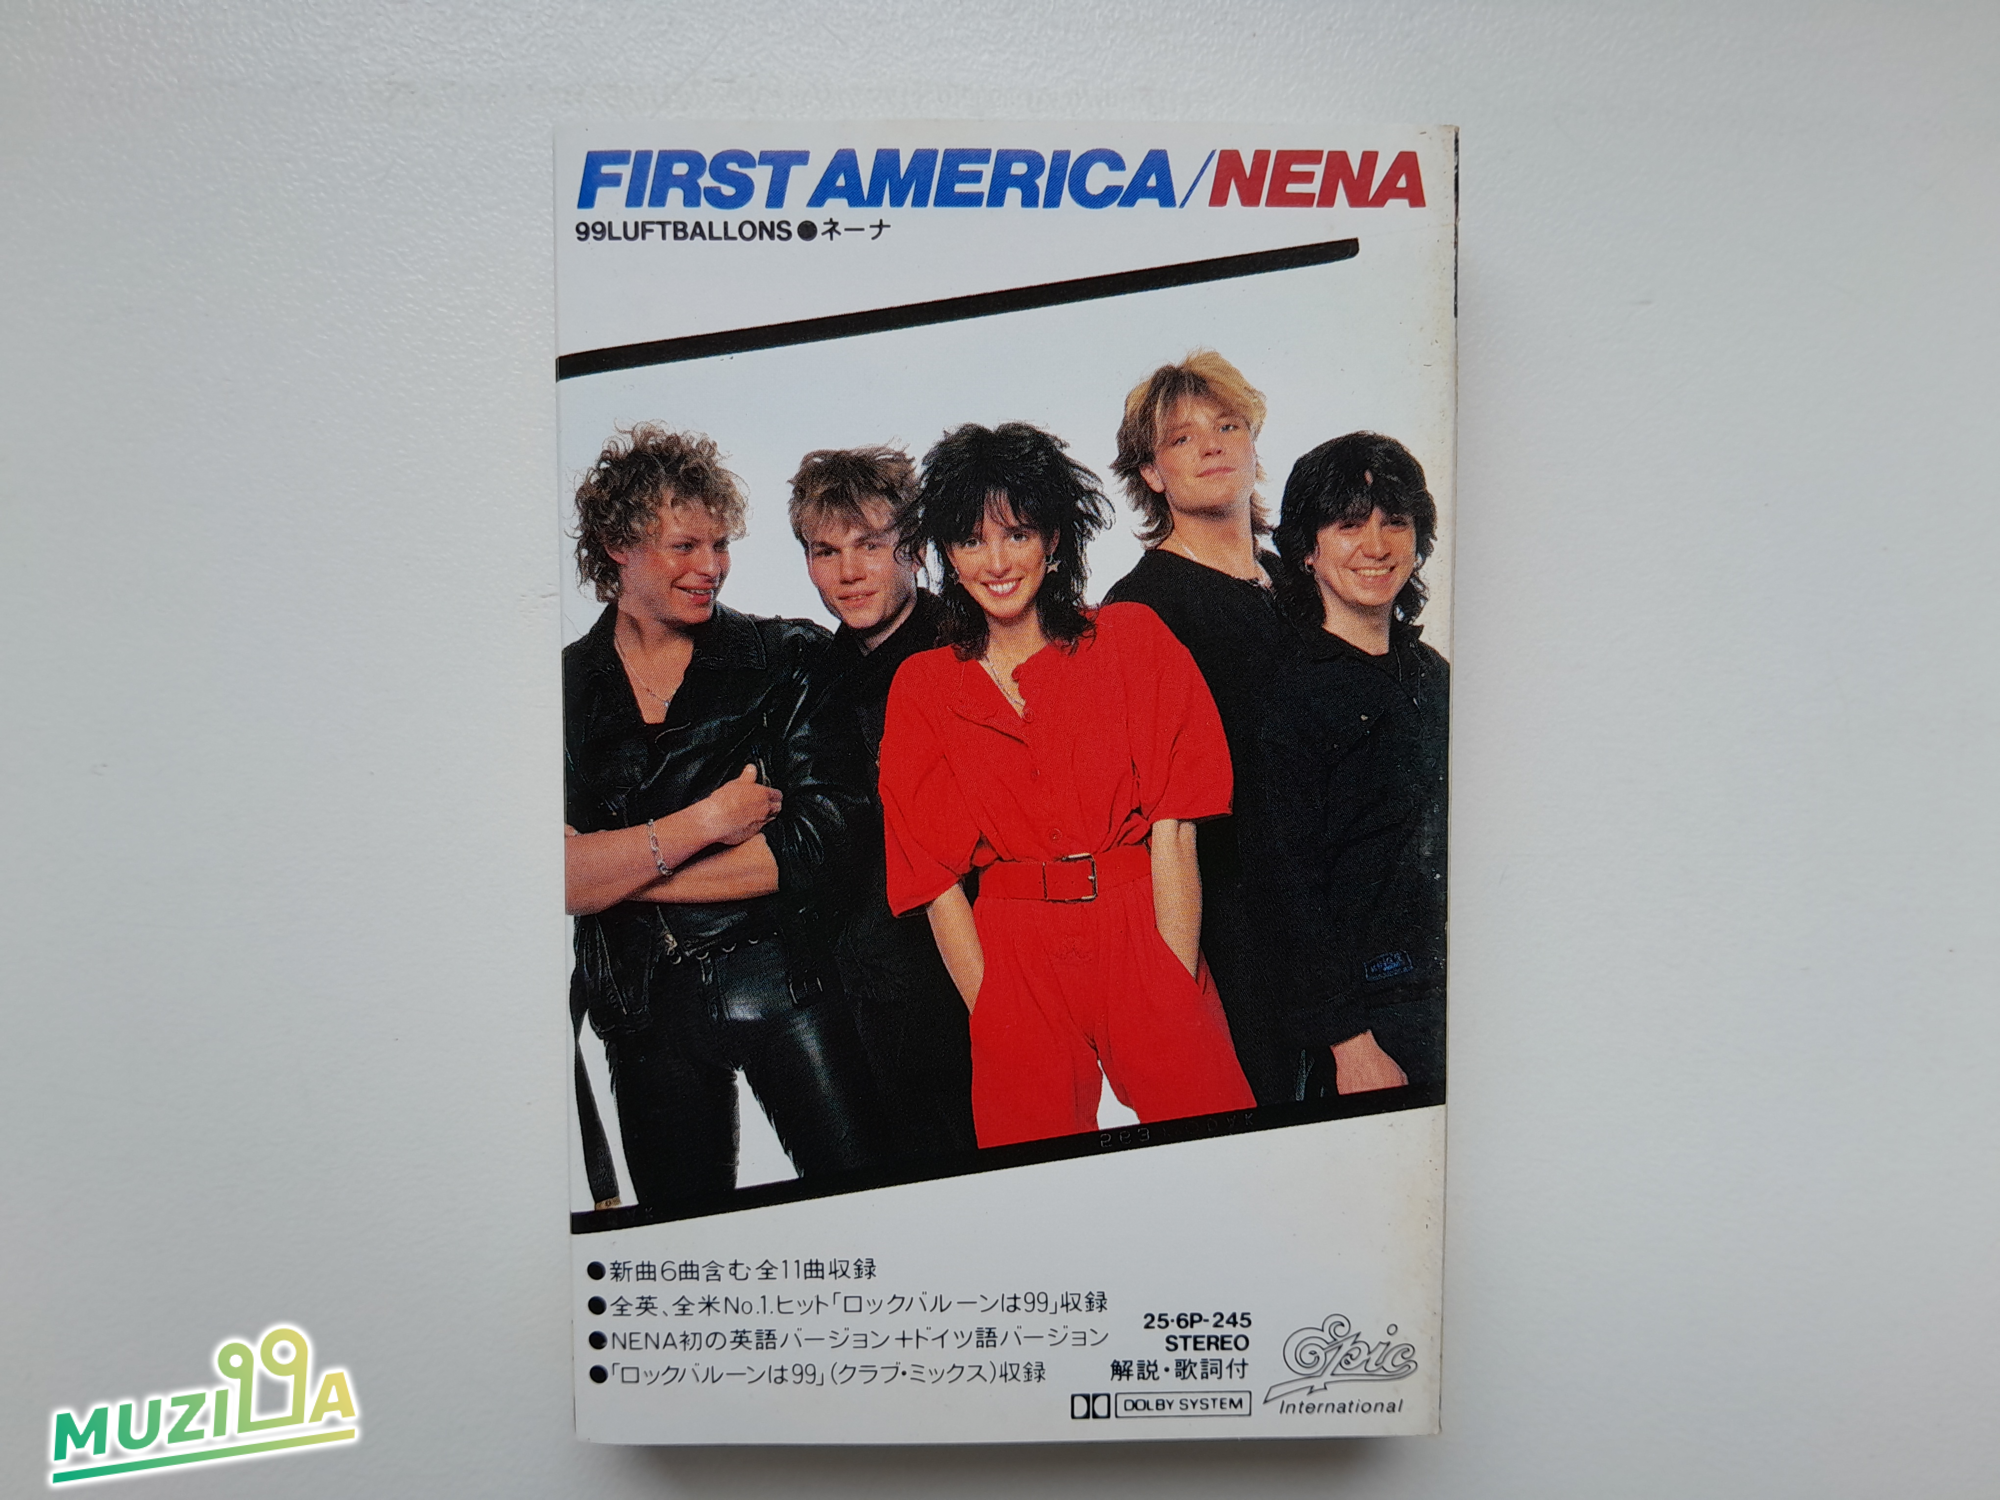 FIRST AMERICA/NENA
99LUFTBALLONS●ネーナ
●新曲6曲含む全11曲収録
●全英、全米No.1.ヒット「ロックバルーンは99」収録
●NENA初の英語バージョン+ドイツ語バージョン
●「ロックバルーンは99」(クラブ・ミックス)収録
25・6P-245
STEREO
解説・歌詞付
DOLBY SYSTEM
Epic
International
MUZI99A